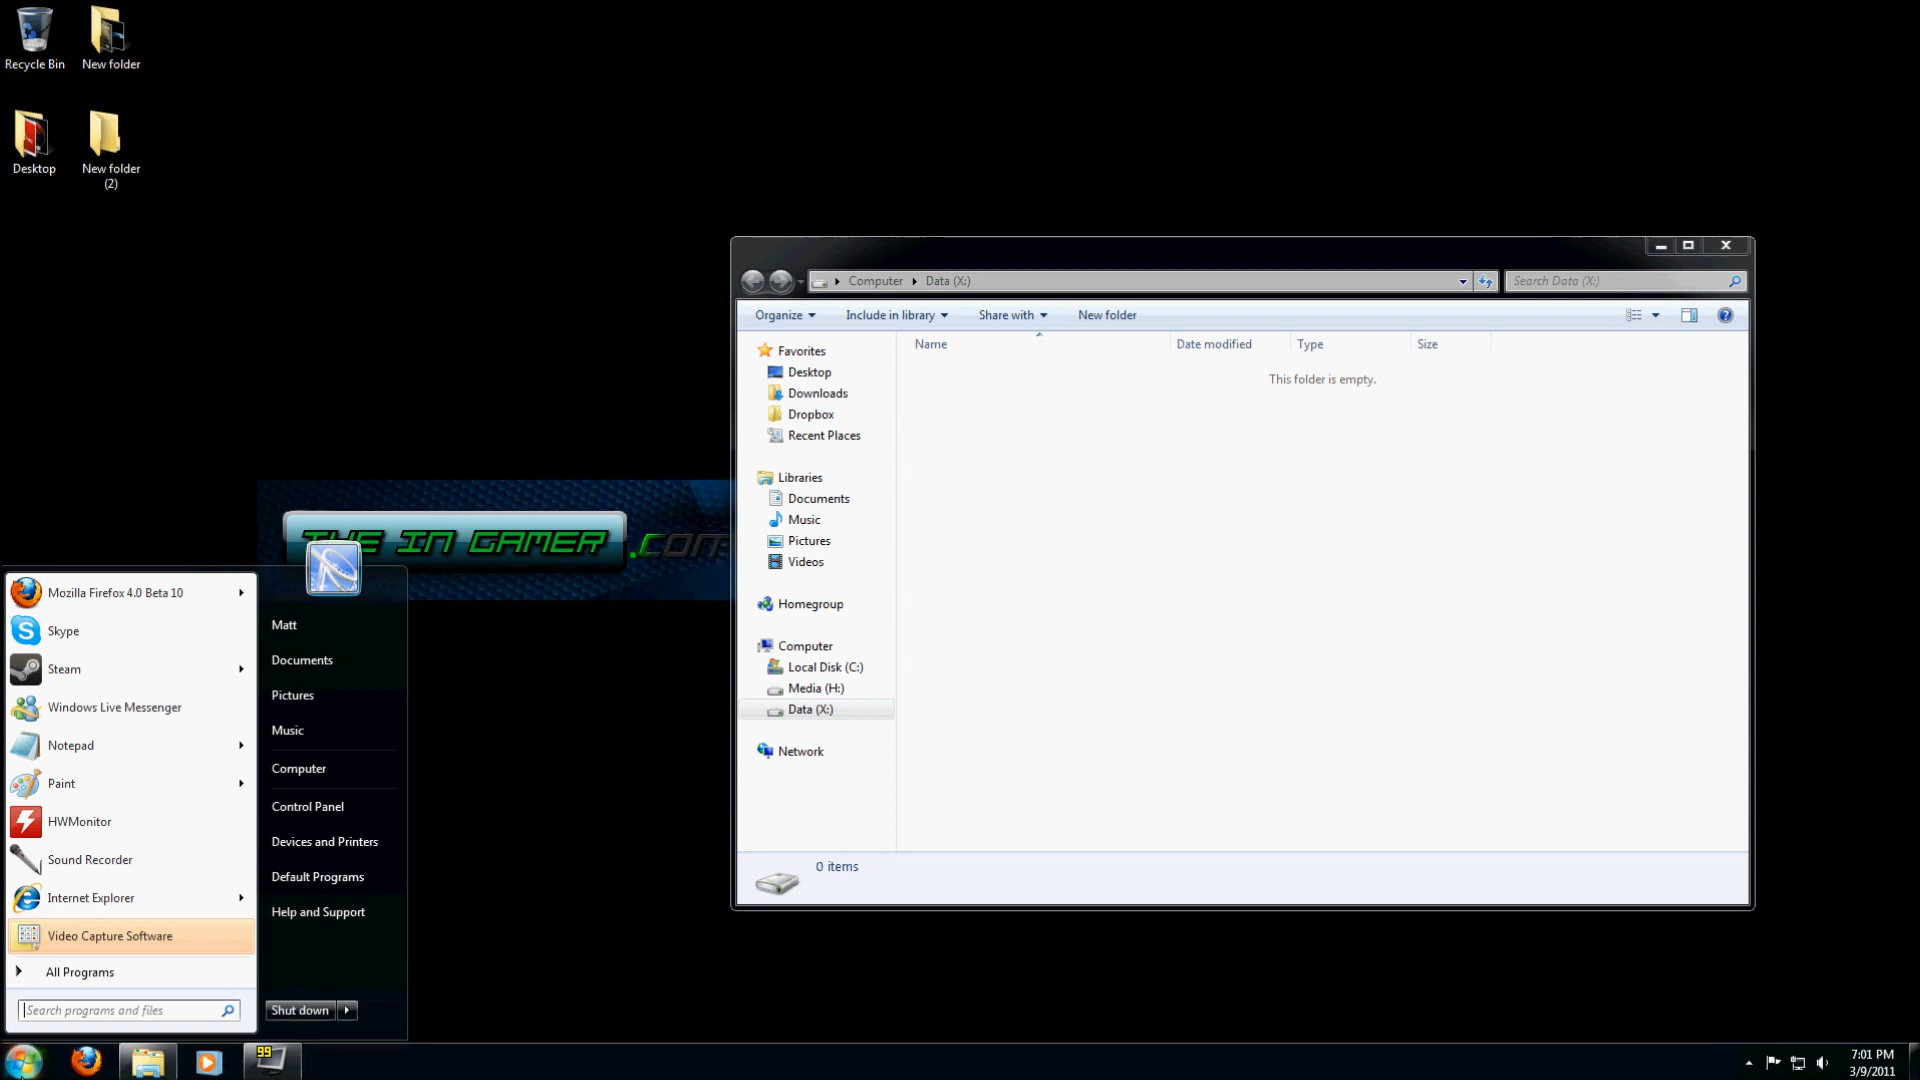 Recycle Bin
New folder
Desktop
New folder
(2)
THE IN GAMER .COM
Computer
Data (X:)
Search Data (X:)
Organize
Include in library
Share with
New folder
Name
Date modified
Type
Size
This folder is empty.
Favorites
Desktop
Downloads
Dropbox
Recent Places
Libraries
Documents
Music
Pictures
Videos
Homegroup
Computer
Local Disk (C:)
Media (H:)
Data (X:)
Network
0 items
Mozilla Firefox 4.0 Beta 10
Skype
Steam
Windows Live Messenger
Notepad
Paint
HWMonitor
Sound Recorder
Internet Explorer
Video Capture Software
All Programs
Search programs and files
Matt
Documents
Pictures
Music
Computer
Control Panel
Devices and Printers
Default Programs
Help and Support
Shut down
99
7:01 PM
3/9/2011